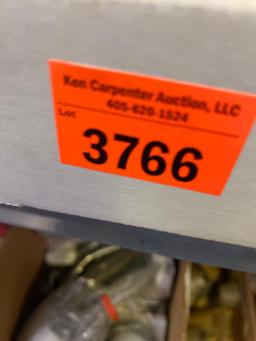 Ken Carpenter Auction, LLC
405-620-1524
Lot
3766